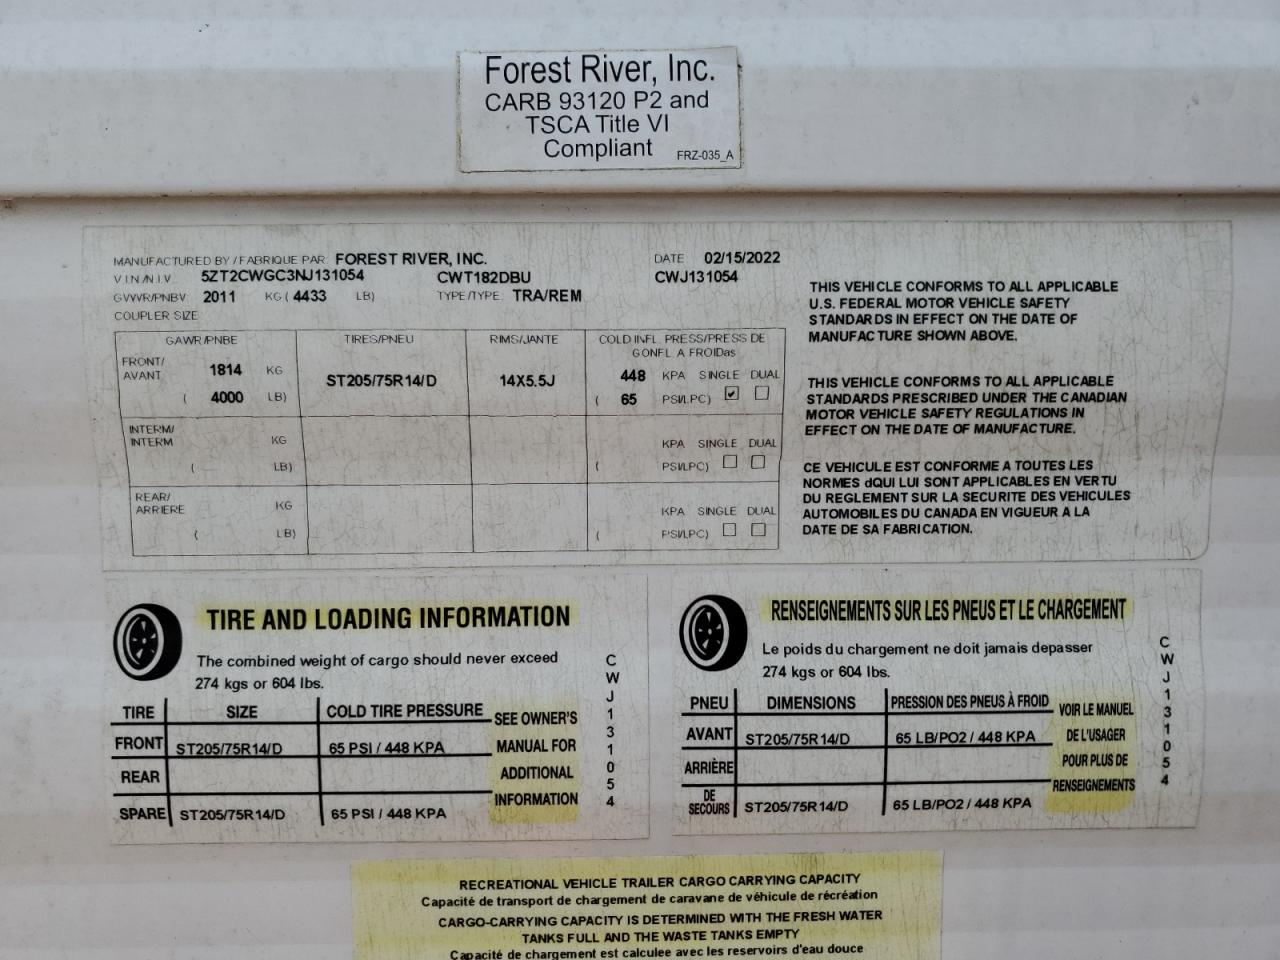 Forest River, Inc.
CARB 93120 P2 and
TSCA Title VI
Compliant
FRZ-035_A
MANUFACTURED BY / FABRIQUE PAR FOREST RIVER, INC. DATE 02/15/2022
V.I.N./N.I.V. 5ZT2CWGC3NJ131054 CWT182DBU CWJ131054
GVWR/PNBV 2011 KG ( 4433 LB) TYPE/TYPE: TRA/REM
COUPLER SIZE
GAWR/PNBE TIRES/PNEU RIMS/JANTE COLD INFL. PRESS/PRESS DE
GONFL. A FROIDas
FRONT/
AVANT 1814 KG ST205/75R14/D 14X5.5J 448 KPA SINGLE DUAL
( 4000 LB) ( 65 PSI/LPC) ✔ ☐
INTERM/
INTERM KG KPA SINGLE DUAL
( LB) ( PSI/LPC) ☐ ☐
REAR/
ARRIERE KG KPA SINGLE DUAL
( LB) ( PSI/LPC) ☐ ☐
THIS VEHICLE CONFORMS TO ALL APPLICABLE
U.S. FEDERAL MOTOR VEHICLE SAFETY
STANDARDS IN EFFECT ON THE DATE OF
MANUFACTURE SHOWN ABOVE.
THIS VEHICLE CONFORMS TO ALL APPLICABLE
STANDARDS PRESCRIBED UNDER THE CANADIAN
MOTOR VEHICLE SAFETY REGULATIONS IN
EFFECT ON THE DATE OF MANUFACTURE.
CE VEHICULE EST CONFORME A TOUTES LES
NORMES dQUI LUI SONT APPLICABLES EN VERTU
DU REGLEMENT SUR LA SECURITE DES VEHICULES
AUTOMOBILES DU CANADA EN VIGUEUR A LA
DATE DE SA FABRICATION.
TIRE AND LOADING INFORMATION
The combined weight of cargo should never exceed
274 kgs or 604 lbs.
TIRE SIZE COLD TIRE PRESSURE
FRONT ST205/75R14/D 65 PSI / 448 KPA
REAR
SPARE ST205/75R14/D 65 PSI / 448 KPA
SEE OWNER'S
MANUAL FOR
ADDITIONAL
INFORMATION
CWJ131054
RENSEIGNEMENTS SUR LES PNEUS ET LE CHARGEMENT
Le poids du chargement ne doit jamais depasser
274 kgs or 604 lbs.
PNEU DIMENSIONS PRESSION DES PNEUS À FROID
AVANT ST205/75R14/D 65 LB/PO2 / 448 KPA
ARRIÈRE
DE
SECOURS ST205/75R14/D 65 LB/PO2 / 448 KPA
VOIR LE MANUEL
DE L'USAGER
POUR PLUS DE
RENSEIGNEMENTS
CWJ131054
RECREATIONAL VEHICLE TRAILER CARGO CARRYING CAPACITY
Capacité de transport de chargement de caravane de véhicule de récréation
CARGO-CARRYING CAPACITY IS DETERMINED WITH THE FRESH WATER
TANKS FULL AND THE WASTE TANKS EMPTY
Capacité de chargement est calculee avec les reservoirs d'eau douce